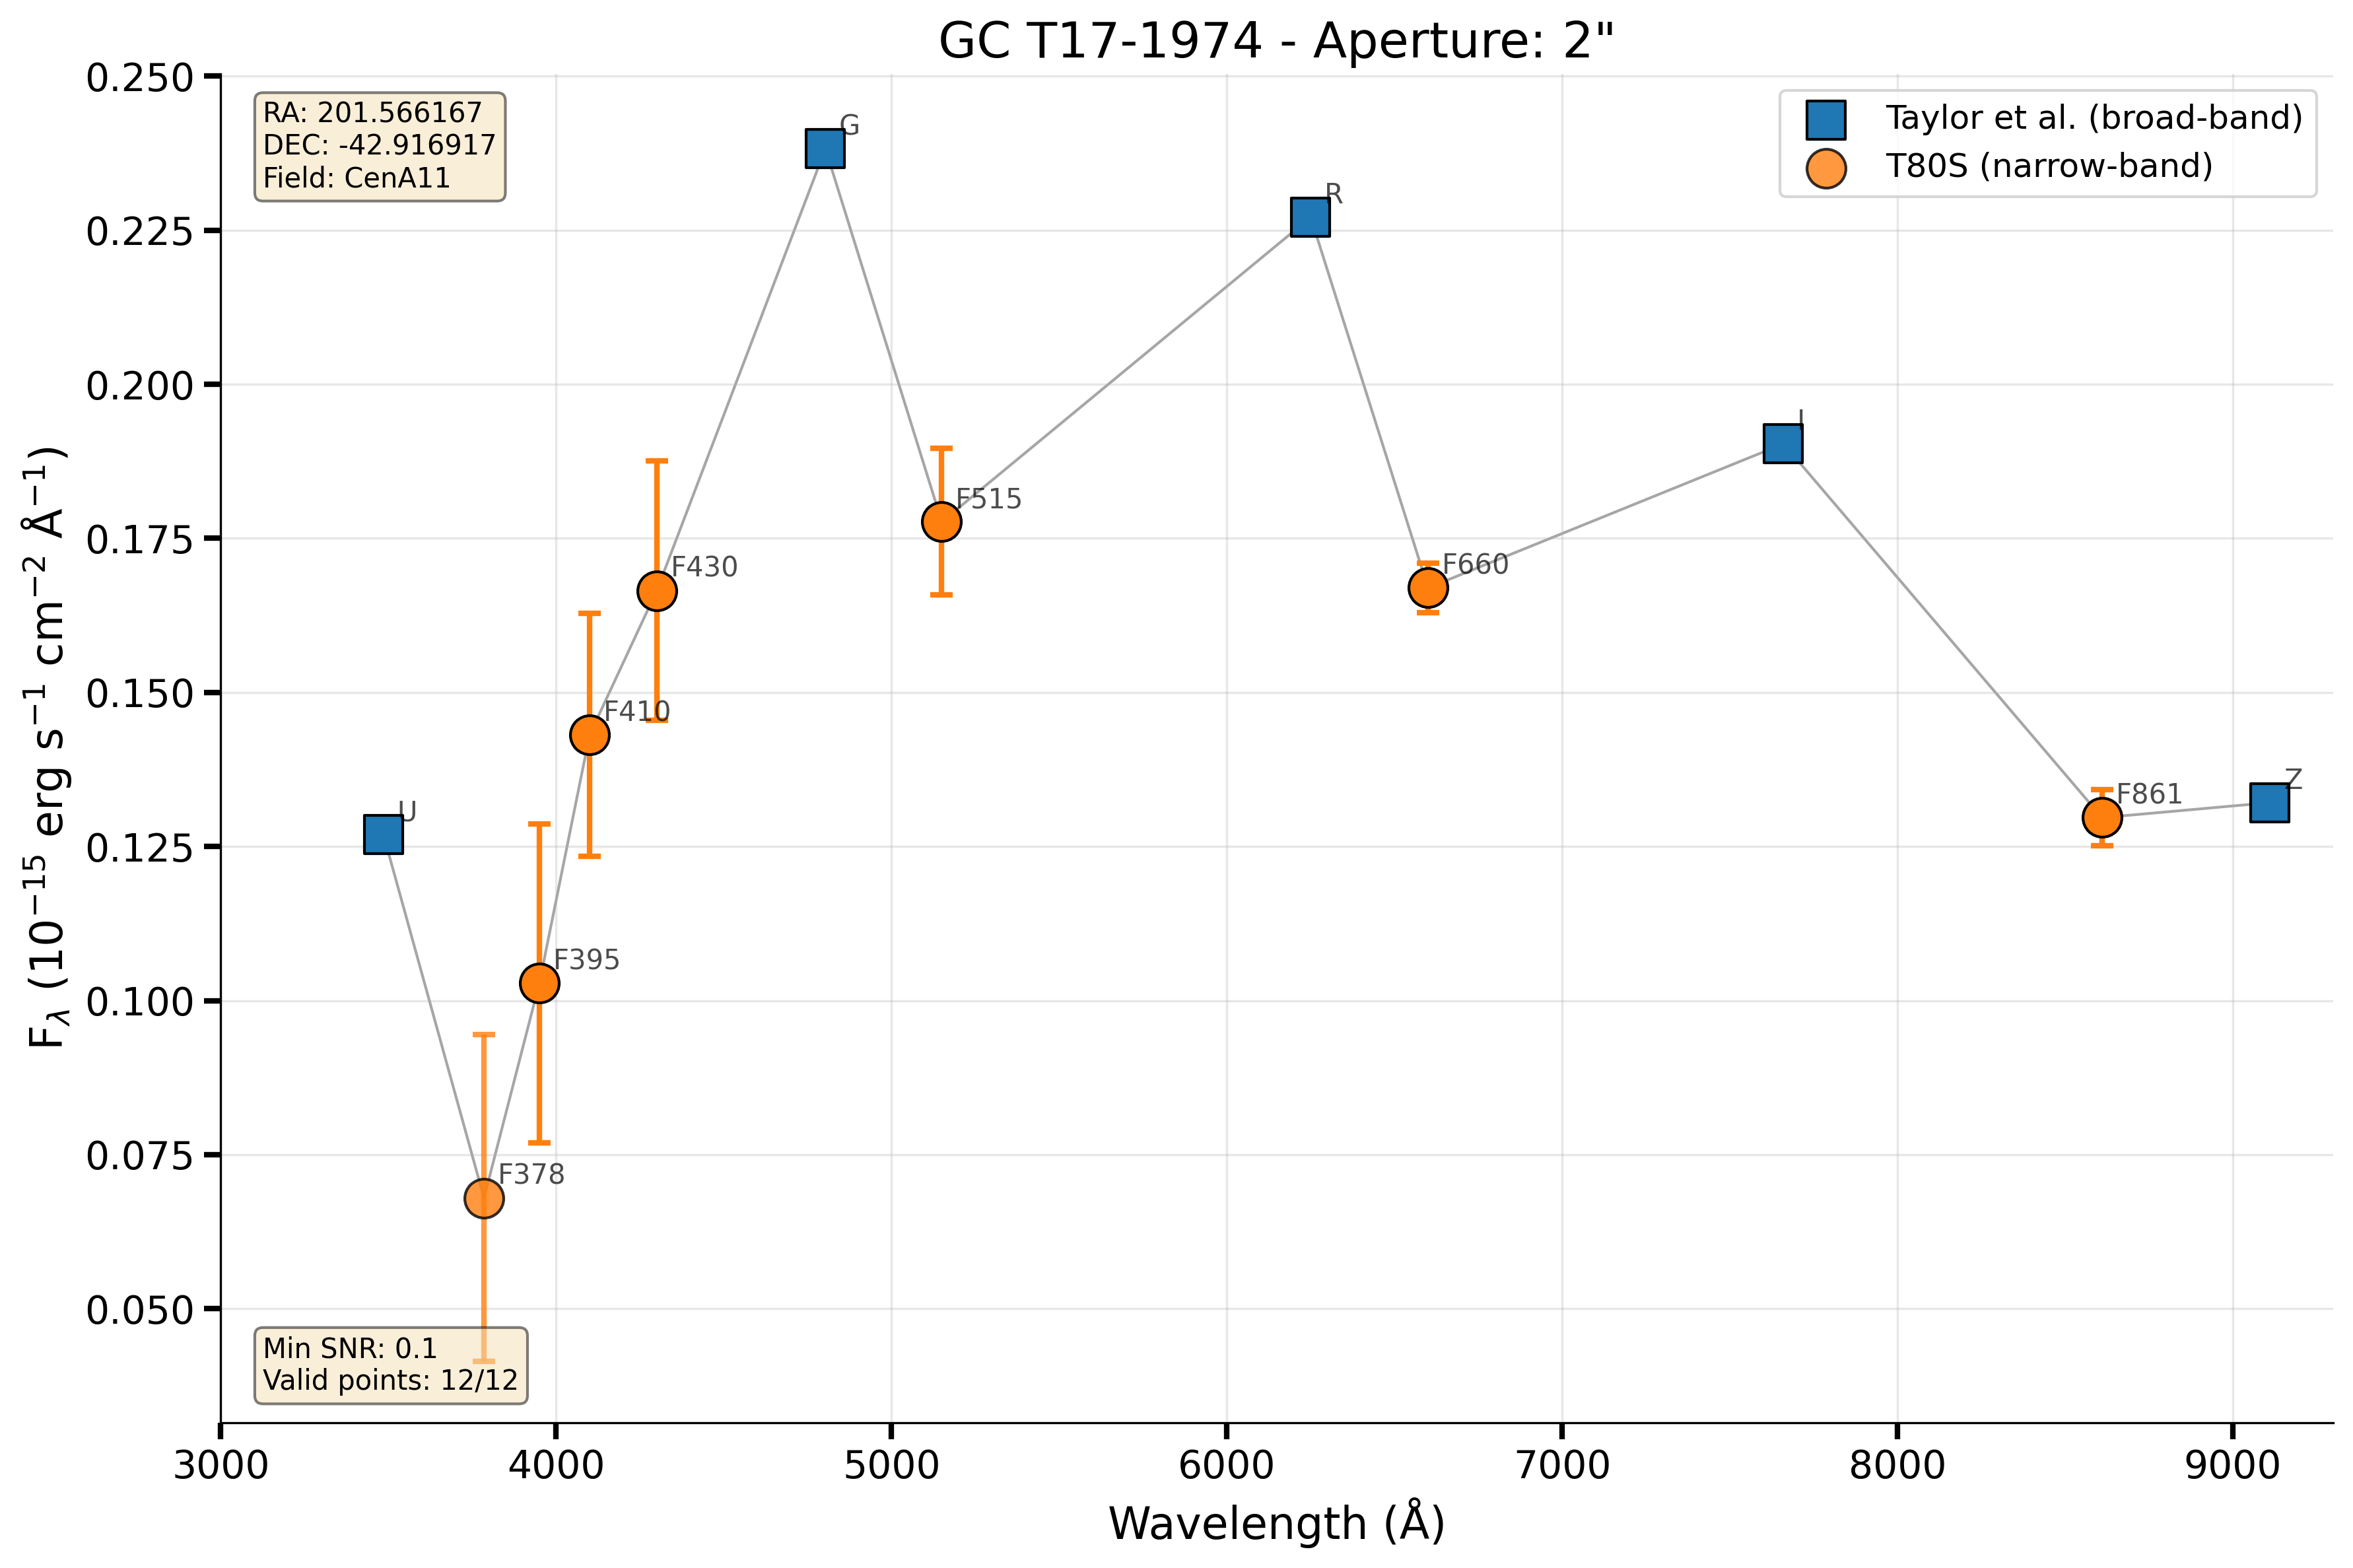 GC T17-1974 - Aperture: 2"
0.250
0.225
0.200
0.175
0.150
0.125
0.100
0.075
0.050
F_λ (10⁻¹⁵ erg s⁻¹ cm⁻² Å⁻¹)
RA: 201.566167
DEC: -42.916917
Field: CenA11
Taylor et al. (broad-band)
T80S (narrow-band)
U
F378
F395
F410
F430
G
F515
R
F660
I
F861
Z
Min SNR: 0.1
Valid points: 12/12
3000 4000 5000 6000 7000 8000 9000
Wavelength (Å)